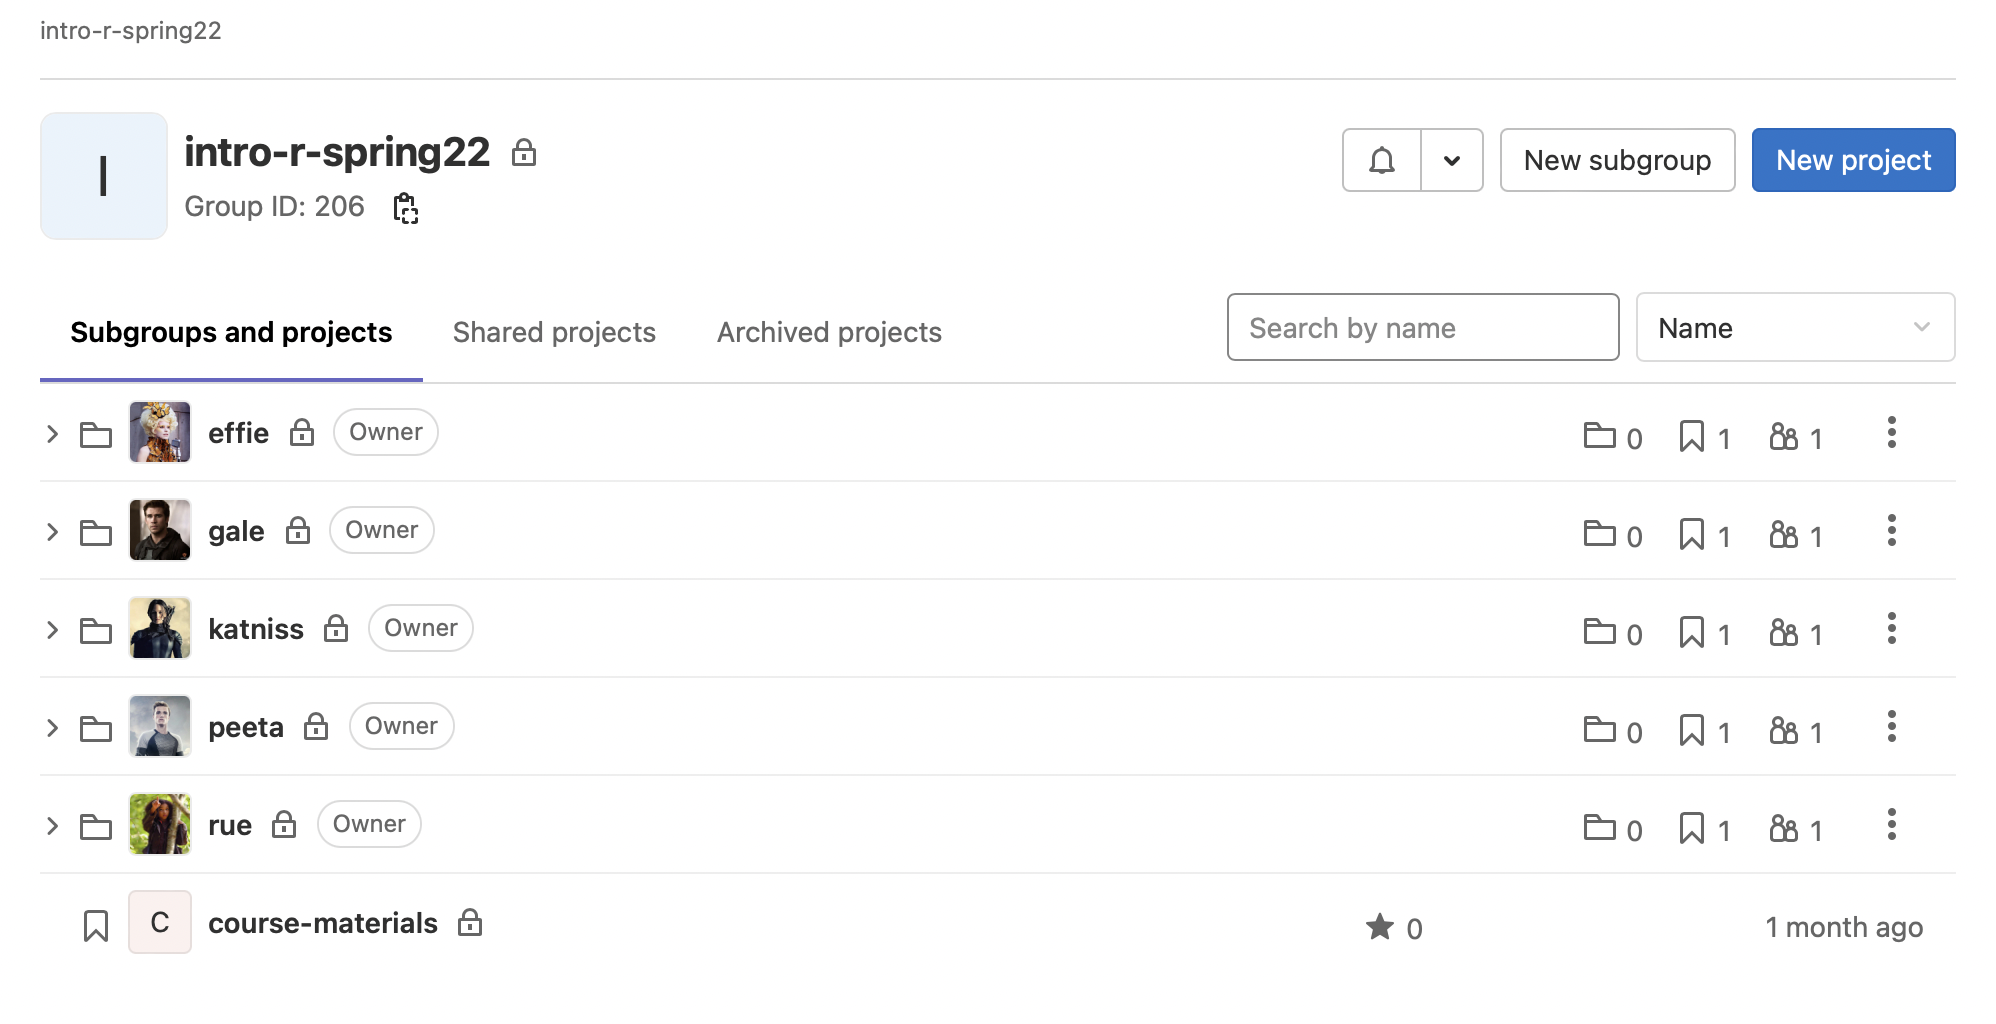 intro-r-spring22
I
intro-r-spring22
Group ID: 206
New subgroup
New project
Subgroups and projects
Shared projects
Archived projects
Search by name
Name
effie Owner 0 1 1
gale Owner 0 1 1
katniss Owner 0 1 1
peeta Owner 0 1 1
rue Owner 0 1 1
C course-materials 0 1 month ago